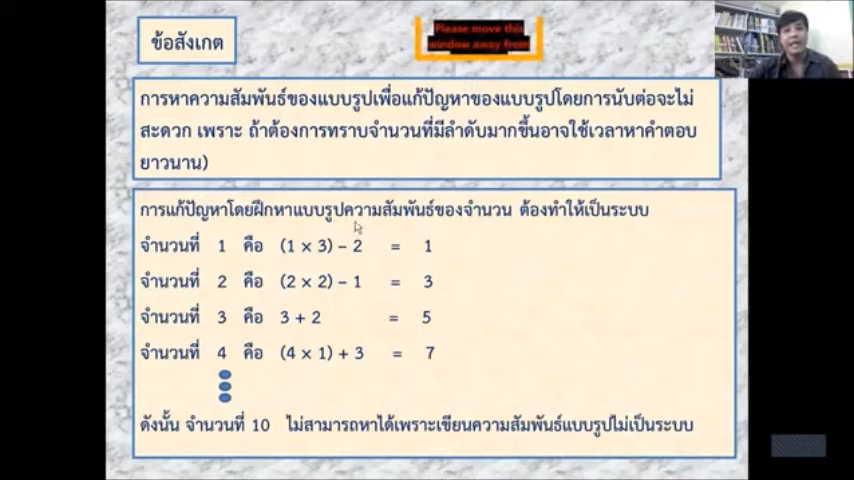 ข้อสังเกต
Please move this
window away from
การหาความสัมพันธ์ของแบบรูปเพื่อแก้ปัญหาของแบบรูปโดยการนับต่อจะไม่
สะดวก เพราะ ถ้าต้องการทราบจำนวนที่มีลำดับมากขึ้นอาจใช้เวลาหาคำตอบ
ยาวนาน)
การแก้ปัญหาโดยฝึกหาแบบรูปความสัมพันธ์ของจำนวน ต้องทำให้เป็นระบบ
จำนวนที่ 1 คือ (1 × 3) – 2 = 1
จำนวนที่ 2 คือ (2 × 2) – 1 = 3
จำนวนที่ 3 คือ 3 + 2 = 5
จำนวนที่ 4 คือ (4 × 1) + 3 = 7
ดังนั้น จำนวนที่ 10 ไม่สามารถหาได้เพราะเขียนความสัมพันธ์แบบรูปไม่เป็นระบบ